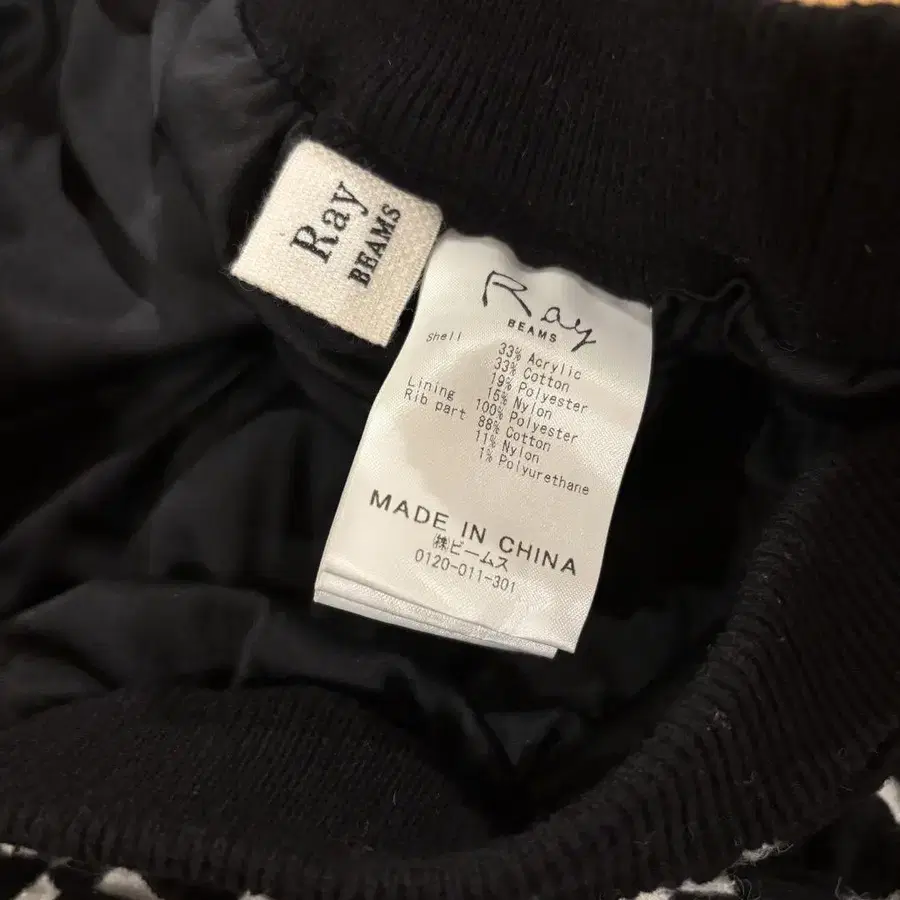 Ray
BEAMS
Ray
BEAMS
Shell 33% Acrylic
33% Cotton
19% Polyester
15% Nylon
Lining 100% Polyester
Rib part 88% Cotton
11% Nylon
1% Polyurethane
MADE IN CHINA
㈱ビームス
0120-011-301